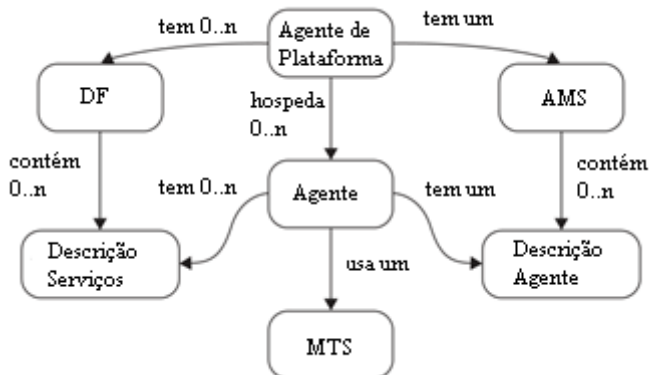 tem 0..n
Agente de
Plataforma
tem um
DF
hospeda
0..n
AMS
contém
0..n
tem 0..n
Agente
tem um
contém
0..n
Descrição
Serviços
usa um
Descrição
Agente
MTS